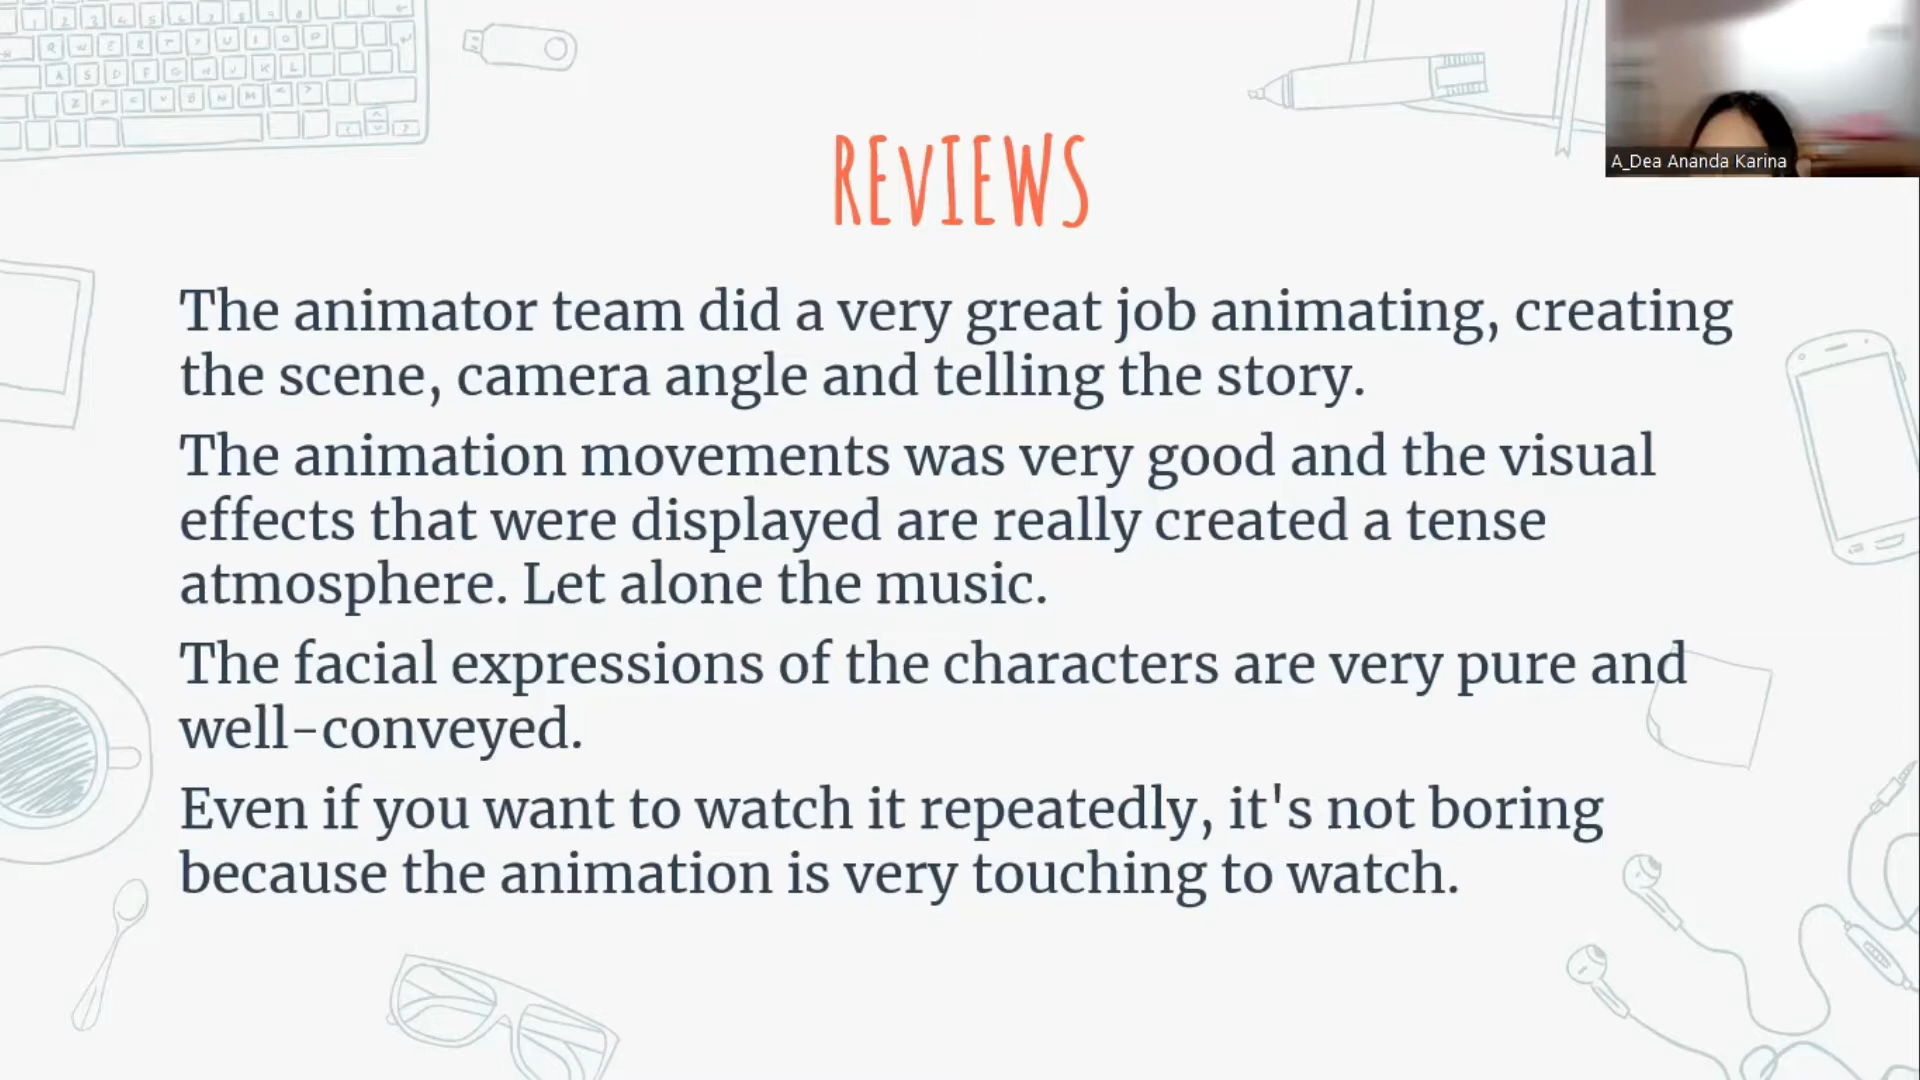 REVIEWS
A_Dea Ananda Karina
The animator team did a very great job animating, creating
the scene, camera angle and telling the story.
The animation movements was very good and the visual
effects that were displayed are really created a tense
atmosphere. Let alone the music.
The facial expressions of the characters are very pure and
well-conveyed.
Even if you want to watch it repeatedly, it's not boring
because the animation is very touching to watch.